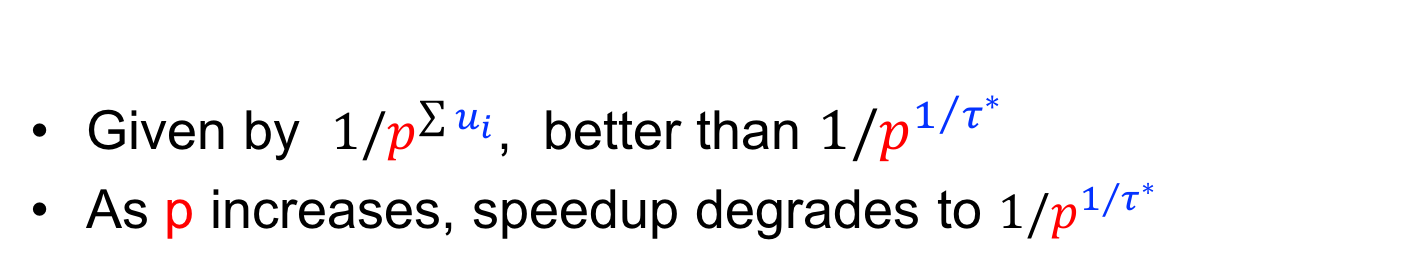 • Given by 1/p^{∑ u_i}, better than 1/p^{1/τ*}
• As p increases, speedup degrades to 1/p^{1/τ*}